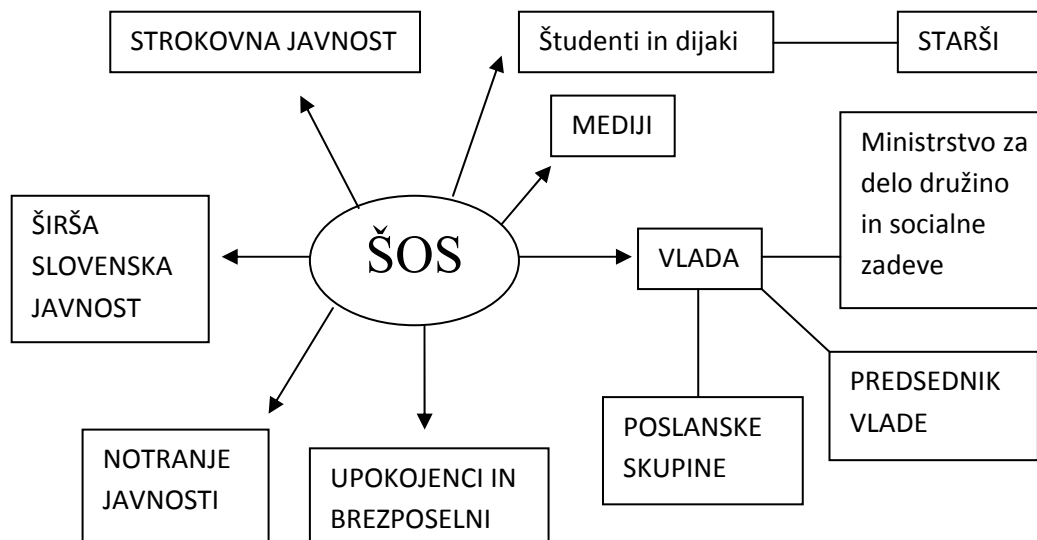 STROKOVNA JAVNOST
Študenti in dijaki
STARŠI
MEDIJI
Ministrstvo za
delo družino
in socialne
zadeve
ŠIRŠA
SLOVENSKA
JAVNOST
ŠOS
VLADA
PREDSEDNIK
VLADE
POSLANSKE
SKUPINE
NOTRANJE
JAVNOSTI
UPOKOJENCI IN
BREZPOSELNI